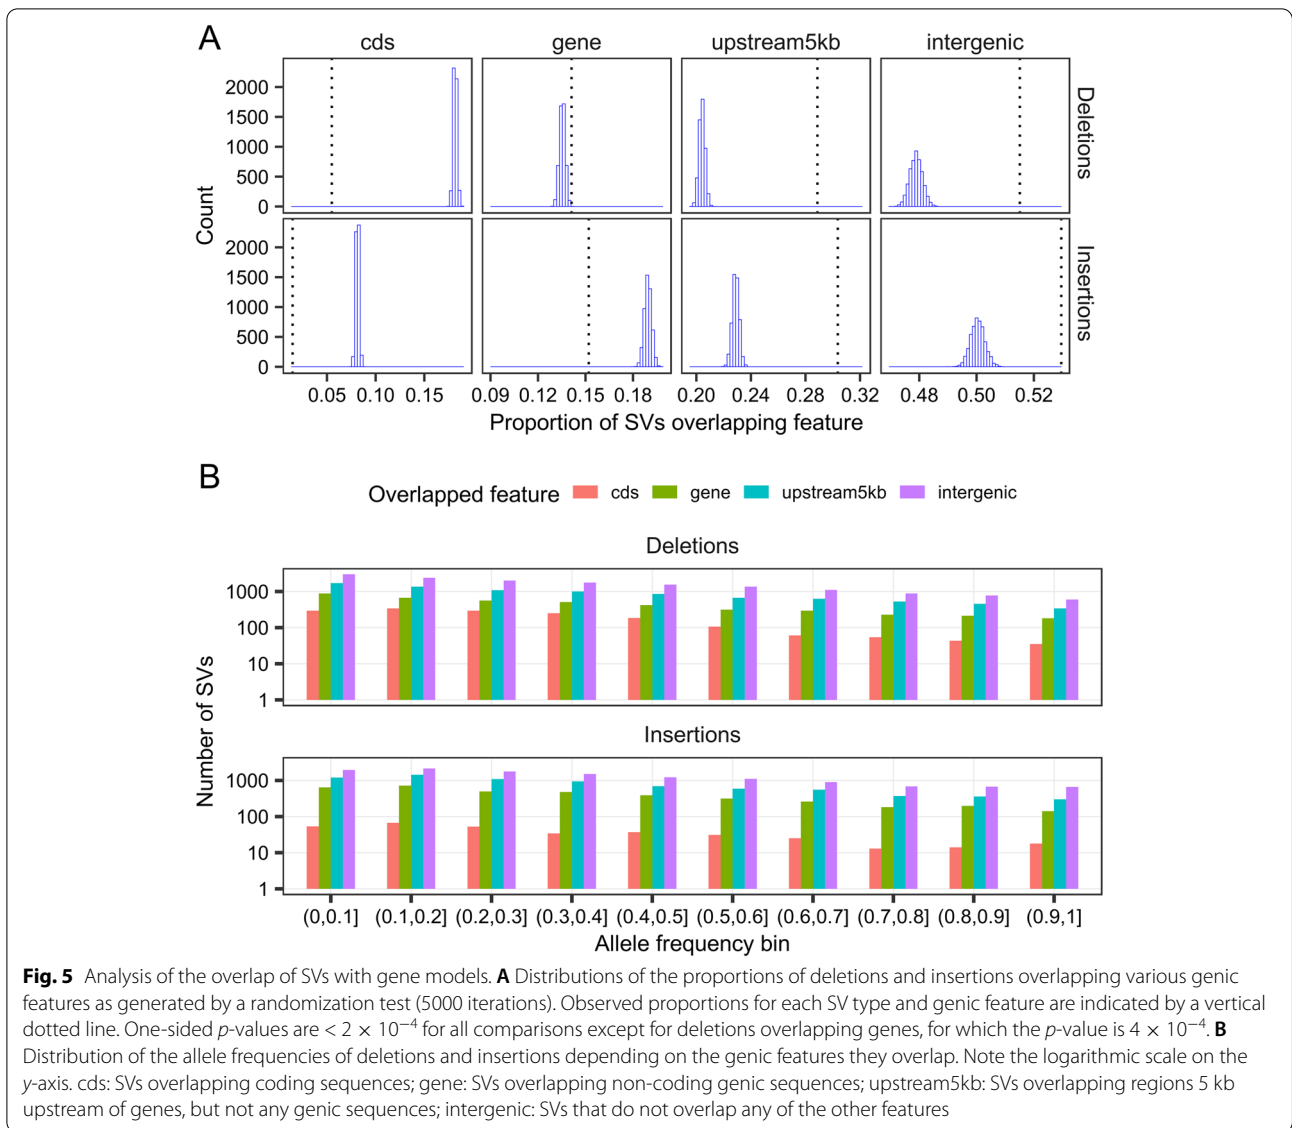 A
cds gene upstream5kb intergenic
2000
1500
1000
500
0
Deletions
Count
2000
1500
1000
500
0
Insertions
0.05 0.10 0.15 0.09 0.12 0.15 0.18 0.20 0.24 0.28 0.32 0.48 0.50 0.52
Proportion of SVs overlapping feature
B
Overlapped feature cds gene upstream5kb intergenic
Deletions
1000
100
10
1
Number of SVs
Insertions
1000
100
10
1
(0,0.1] (0.1,0.2] (0.2,0.3] (0.3,0.4] (0.4,0.5] (0.5,0.6] (0.6,0.7] (0.7,0.8] (0.8,0.9] (0.9,1]
Allele frequency bin
Fig. 5 Analysis of the overlap of SVs with gene models. A Distributions of the proportions of deletions and insertions overlapping various genic
features as generated by a randomization test (5000 iterations). Observed proportions for each SV type and genic feature are indicated by a vertical
dotted line. One-sided p-values are < 2 × 10⁻⁴ for all comparisons except for deletions overlapping genes, for which the p-value is 4 × 10⁻⁴. B
Distribution of the allele frequencies of deletions and insertions depending on the genic features they overlap. Note the logarithmic scale on the
y-axis. cds: SVs overlapping coding sequences; gene: SVs overlapping non-coding genic sequences; upstream5kb: SVs overlapping regions 5 kb
upstream of genes, but not any genic sequences; intergenic: SVs that do not overlap any of the other features